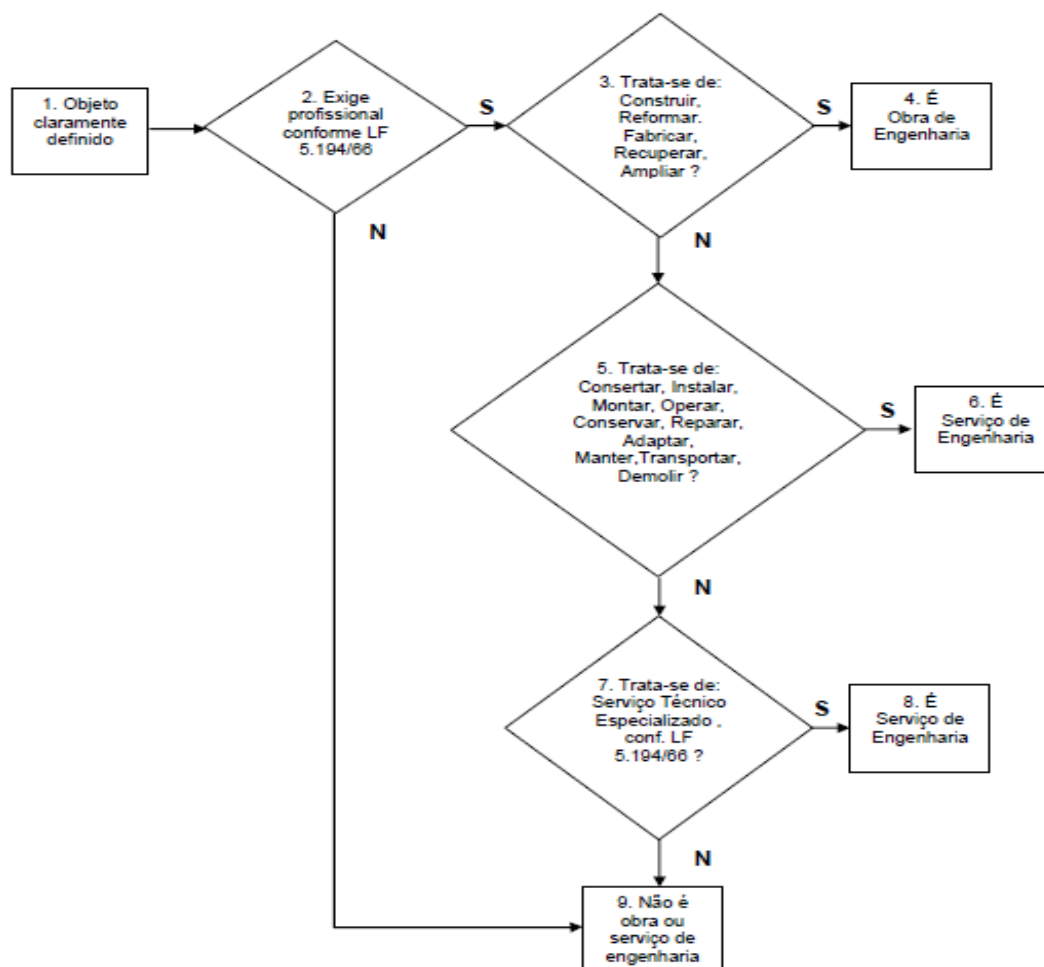 1. Objeto
claramente
definido
2. Exige
profissional
conforme LF
5.194/66
S
N
3. Trata-se de:
Construir,
Reformar.
Fabricar,
Recuperar,
Ampliar ?
S
N
4. É
Obra de
Engenharia
5. Trata-se de:
Consertar, Instalar,
Montar, Operar,
Conservar, Reparar,
Adaptar,
Manter,Transportar,
Demolir ?
S
N
6. É
Serviço de
Engenharia
7. Trata-se de:
Serviço Técnico
Especializado ,
conf. LF
5.194/66 ?
S
N
8. É
Serviço de
Engenharia
9. Não é
obra ou
serviço de
engenharia